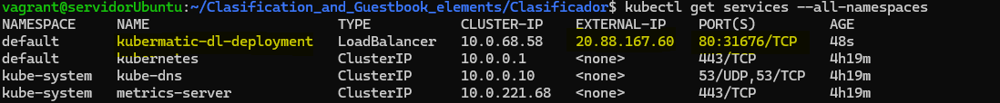 vagrant@servidorUbuntu:~/Clasification_and_Guestbook_elements/Clasificador$ kubectl get services --all-namespaces
NAMESPACE     NAME                       TYPE           CLUSTER-IP    EXTERNAL-IP     PORT(S)         AGE
default       kubermatic-dl-deployment   LoadBalancer   10.0.68.58    20.88.167.60    80:31676/TCP    48s
default       kubernetes                 ClusterIP      10.0.0.1      <none>          443/TCP         4h19m
kube-system   kube-dns                   ClusterIP      10.0.0.10     <none>          53/UDP,53/TCP   4h19m
kube-system   metrics-server             ClusterIP      10.0.221.68   <none>          443/TCP         4h19m